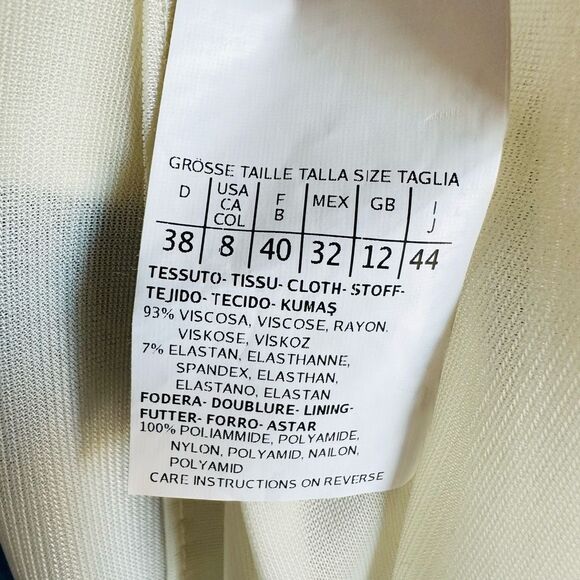 GRÖSSE TAILLE TALLA SIZE TAGLIA
D USA CA COL F B MEX GB I J
38 8 40 32 12 44
TESSUTO- TISSU- CLOTH- STOFF-
TEJIDO- TECIDO- KUMAŞ
93% VISCOSA, VISCOSE, RAYON.
VISKOSE, VİSKOZ
7% ELASTAN, ELASTHANNE,
SPANDEX, ELASTHAN,
ELASTANO, ELASTAN
FODERA- DOUBLURE- LINING-
FUTTER- FORRO- ASTAR
100% POLIAMMIDE, POLYAMIDE,
NYLON, POLYAMID, NAILON,
POLYAMID
CARE INSTRUCTIONS ON REVERSE